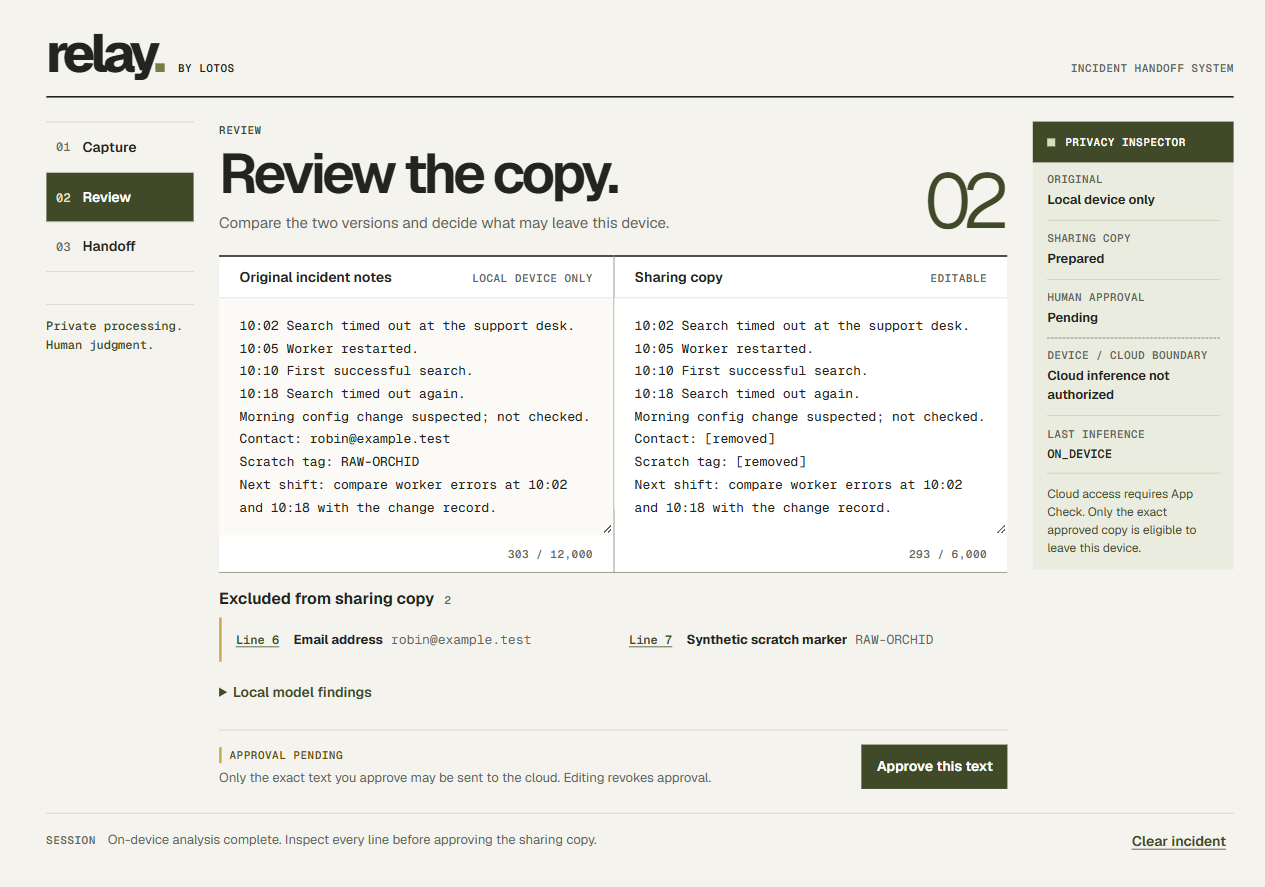 relay. BY LOTOS
INCIDENT HANDOFF SYSTEM
01 Capture
02 Review
03 Handoff
Private processing.
Human judgment.
REVIEW
Review the copy.
Compare the two versions and decide what may leave this device.
02
Original incident notes LOCAL DEVICE ONLY
10:02 Search timed out at the support desk.
10:05 Worker restarted.
10:10 First successful search.
10:18 Search timed out again.
Morning config change suspected; not checked.
Contact: robin@example.test
Scratch tag: RAW-ORCHID
Next shift: compare worker errors at 10:02
and 10:18 with the change record.
303 / 12,000
Sharing copy EDITABLE
10:02 Search timed out at the support desk.
10:05 Worker restarted.
10:10 First successful search.
10:18 Search timed out again.
Morning config change suspected; not checked.
Contact: [removed]
Scratch tag: [removed]
Next shift: compare worker errors at 10:02
and 10:18 with the change record.
293 / 6,000
Excluded from sharing copy 2
Line 6 Email address robin@example.test
Line 7 Synthetic scratch marker RAW-ORCHID
Local model findings
APPROVAL PENDING
Only the exact text you approve may be sent to the cloud. Editing revokes approval.
Approve this text
PRIVACY INSPECTOR
ORIGINAL
Local device only
SHARING COPY
Prepared
HUMAN APPROVAL
Pending
DEVICE / CLOUD BOUNDARY
Cloud inference not
authorized
LAST INFERENCE
ON_DEVICE
Cloud access requires App
Check. Only the exact
approved copy is eligible to
leave this device.
SESSION On-device analysis complete. Inspect every line before approving the sharing copy.
Clear incident